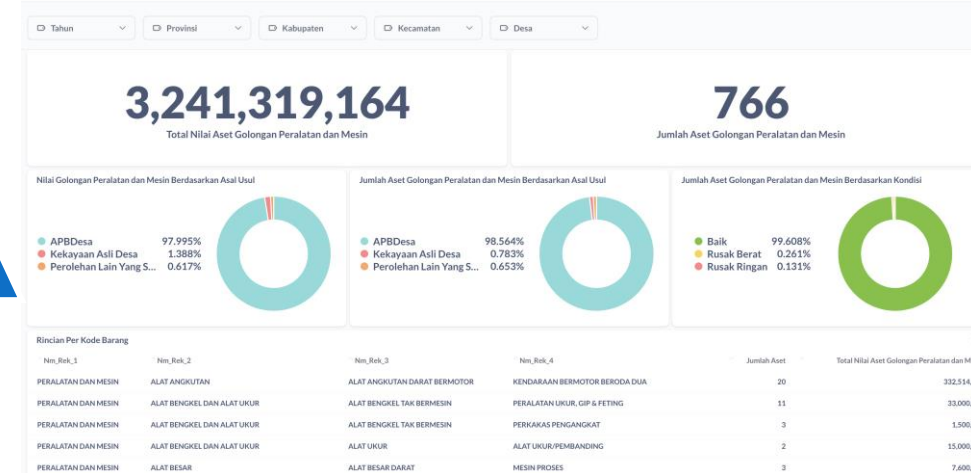 Tahun Provinsi Kabupaten Kecamatan Desa
3,241,319,164 766
Total Nilai Aset Golongan Peralatan dan Mesin Jumlah Aset Golongan Peralatan dan Mesin
Nilai Golongan Peralatan dan Mesin Berdasarkan Asal Usul Jumlah Aset Golongan Peralatan dan Mesin Berdasarkan Asal Usul Jumlah Aset Golongan Peralatan dan Mesin Berdasarkan Kondisi
APBDesa 97.995% APBDesa 98.564% Baik 99.608%
Kekayaan Asli Desa 1.388% Kekayaan Asli Desa 0.783% Rusak Berat 0.261%
Perolehan Lain Yang S... 0.617% Perolehan Lain Yang S... 0.653% Rusak Ringan 0.131%
Rincian Per Kode Barang
Nm_Rek_1 Nm_Rek_2 Nm_Rek_3 Nm_Rek_4 Jumlah Aset Total Nilai Aset Golongan Peralatan dan M
PERALATAN DAN MESIN ALAT ANGKUTAN ALAT ANGKUTAN DARAT BERMOTOR KENDARAAN BERMOTOR BERODA DUA 20 332,514,
PERALATAN DAN MESIN ALAT BENGKEL DAN ALAT UKUR ALAT BENGKEL TAK BERMESIN PERALATAN UKUR, GIP & FETING 11 33,000,
PERALATAN DAN MESIN ALAT BENGKEL DAN ALAT UKUR ALAT BENGKEL TAK BERMESIN PERKAKAS PENGANGKAT 3 1,500,
PERALATAN DAN MESIN ALAT BENGKEL DAN ALAT UKUR ALAT UKUR ALAT UKUR/PEMBANDING 2 15,000,
PERALATAN DAN MESIN ALAT BESAR ALAT BESAR DARAT MESIN PROSES 3 7,600,